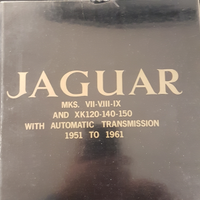 JAGUAR
MKS. VII-VIII-IX
AND XK120-140-150
WITH AUTOMATIC TRANSMISSION
1951 TO 1961